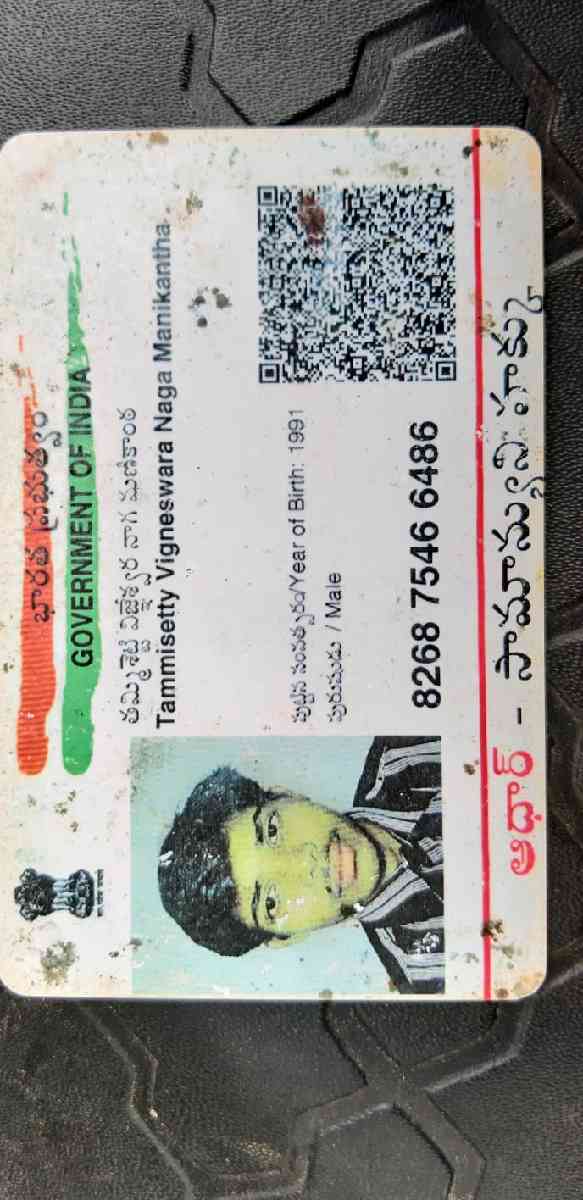 భారత ప్రభుత్వం
GOVERNMENT OF INDIA
తమ్మిశెట్టి విఘ్నేశ్వర నాగ మణికాంత
Tammisetty Vigneswara Naga Manikantha
పుట్టిన సంవత్సరం/Year of Birth: 1991
పురుషుడు / Male
8268 7546 6486
ఆధార్ - సామాన్యుని హక్కు